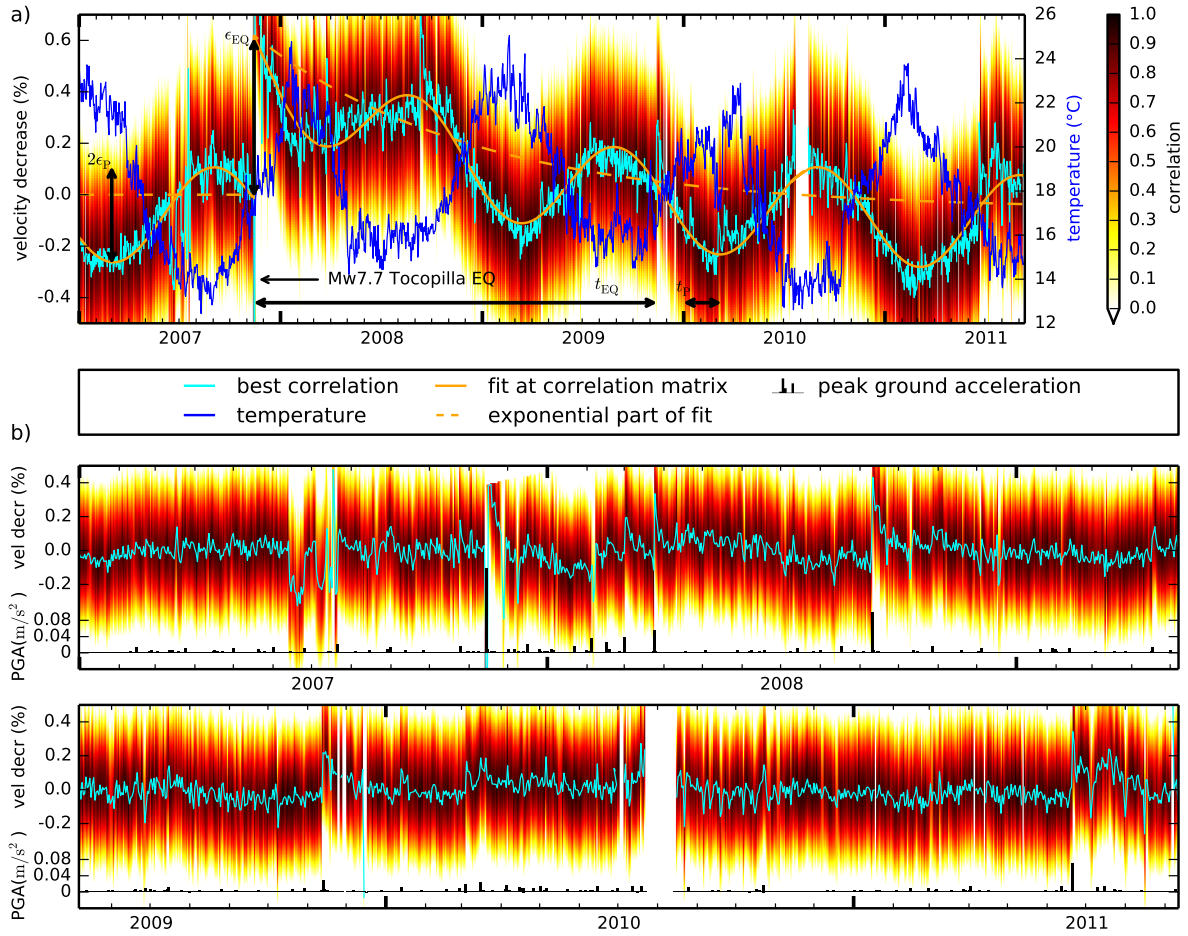 a)
velocity decrease (%)
0.6
0.4
0.2
0.0
-0.2
-0.4
ϵEQ
2ϵP
Mw7.7 Tocopilla EQ
tEQ
tP
26
24
22
20
18
16
14
12
temperature (°C)
1.0
0.9
0.8
0.7
0.6
0.5
0.4
0.3
0.2
0.1
0.0
correlation
2007 2008 2009 2010 2011
best correlation fit at correlation matrix peak ground acceleration
temperature exponential part of fit
b)
vel decr (%)
0.4
0.2
0.0
-0.2
PGA(m/s²)
0.08
0.04
0
2007 2008
vel decr (%)
0.4
0.2
0.0
-0.2
PGA(m/s²)
0.08
0.04
0
2009 2010 2011